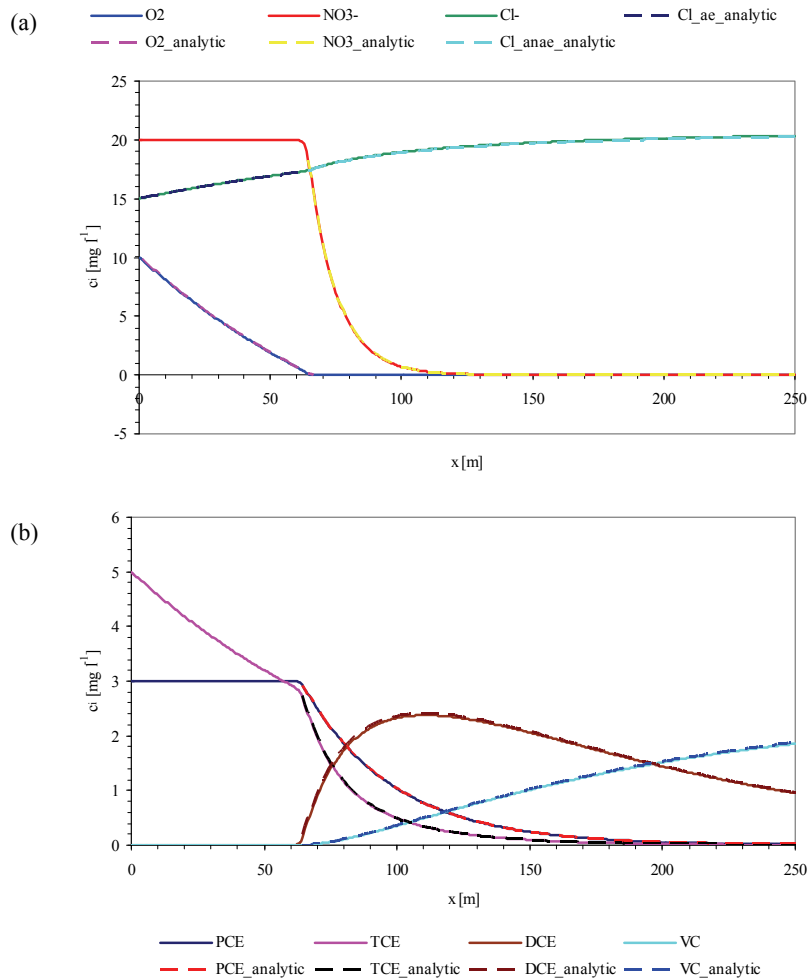 (a)
O2 NO3- Cl- Cl_ae_analytic
O2_analytic NO3_analytic Cl_anae_analytic
25
20
15
10
5
0
-5
0 50 100 150 200 250
ci [mg l-1]
x [m]
(b)
6
5
4
3
2
1
0
0 50 100 150 200 250
ci [mg l-1]
x [m]
PCE TCE DCE VC
PCE_analytic TCE_analytic DCE_analytic VC_analytic